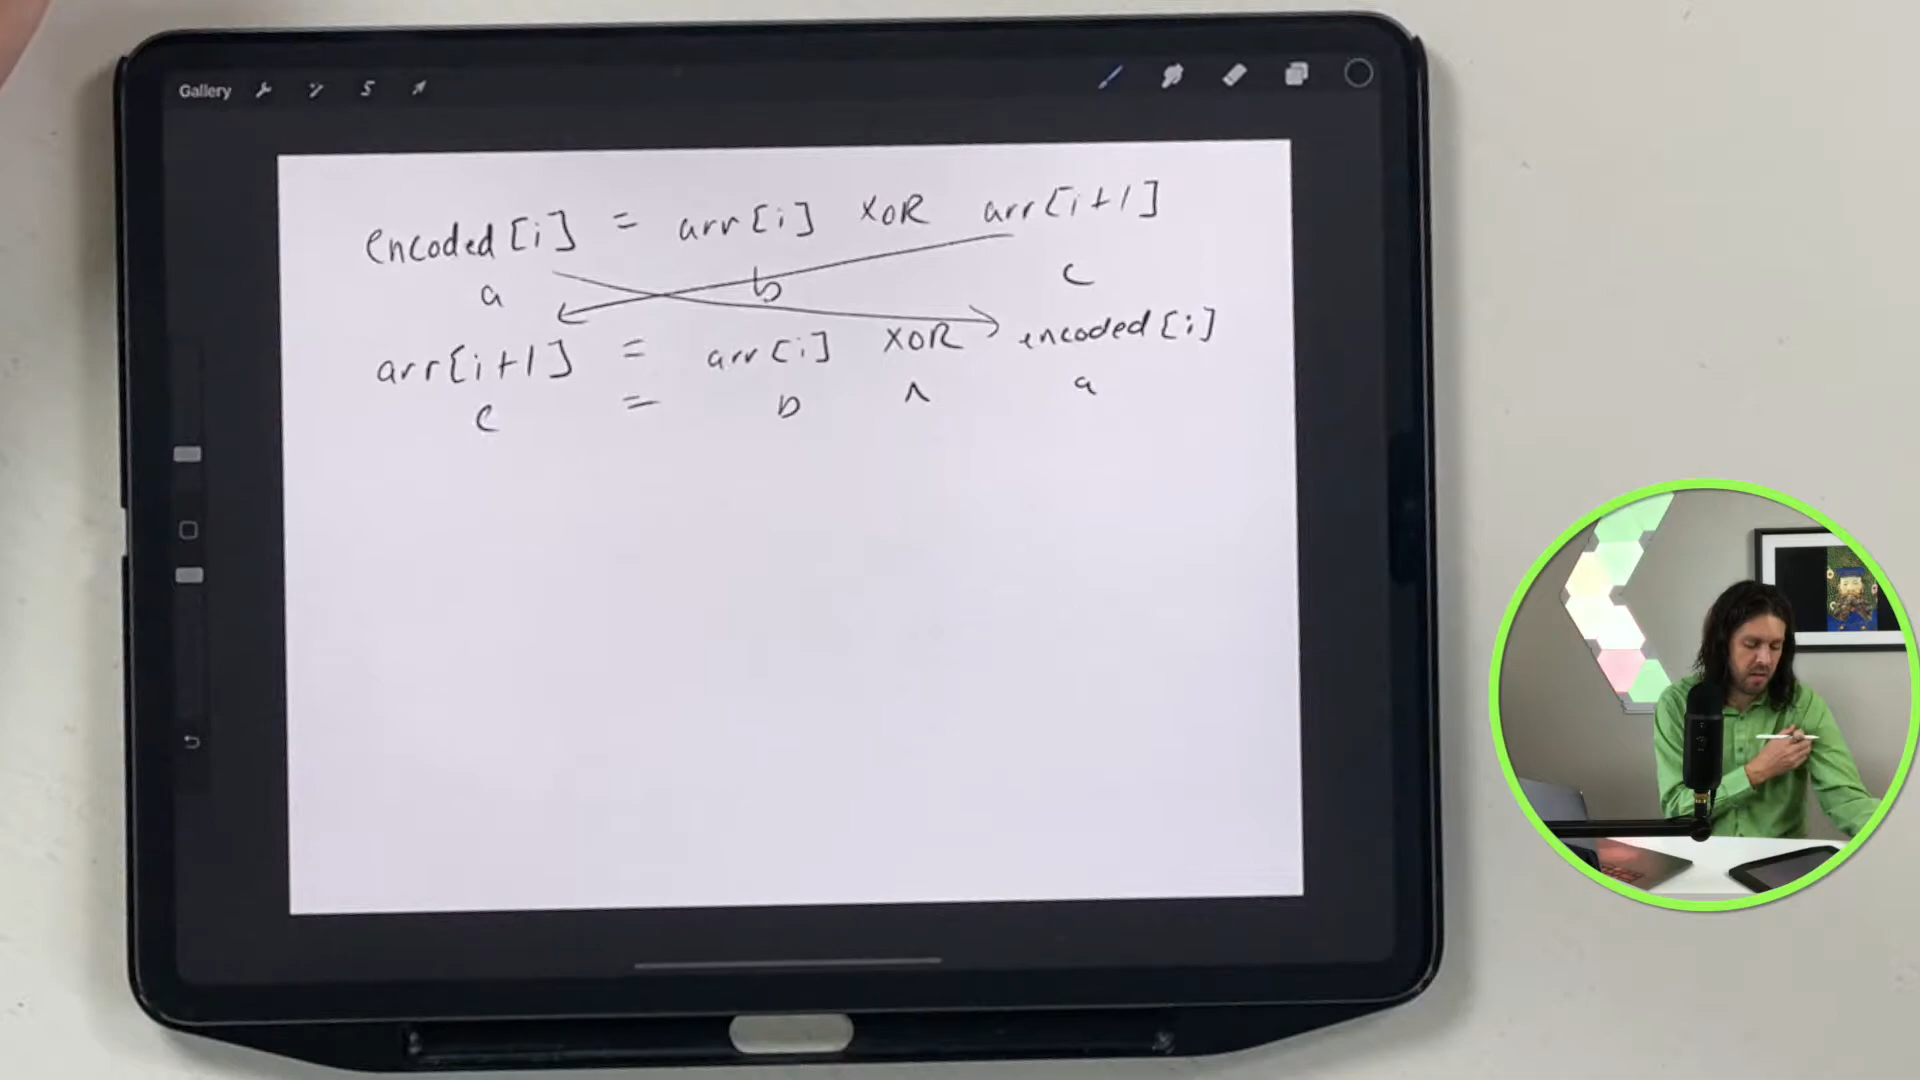 Gallery
encoded[i] = arr[i] XOR arr[i+1]
a b c
arr[i+1] = arr[i] XOR encoded[i]
c = b ^ a